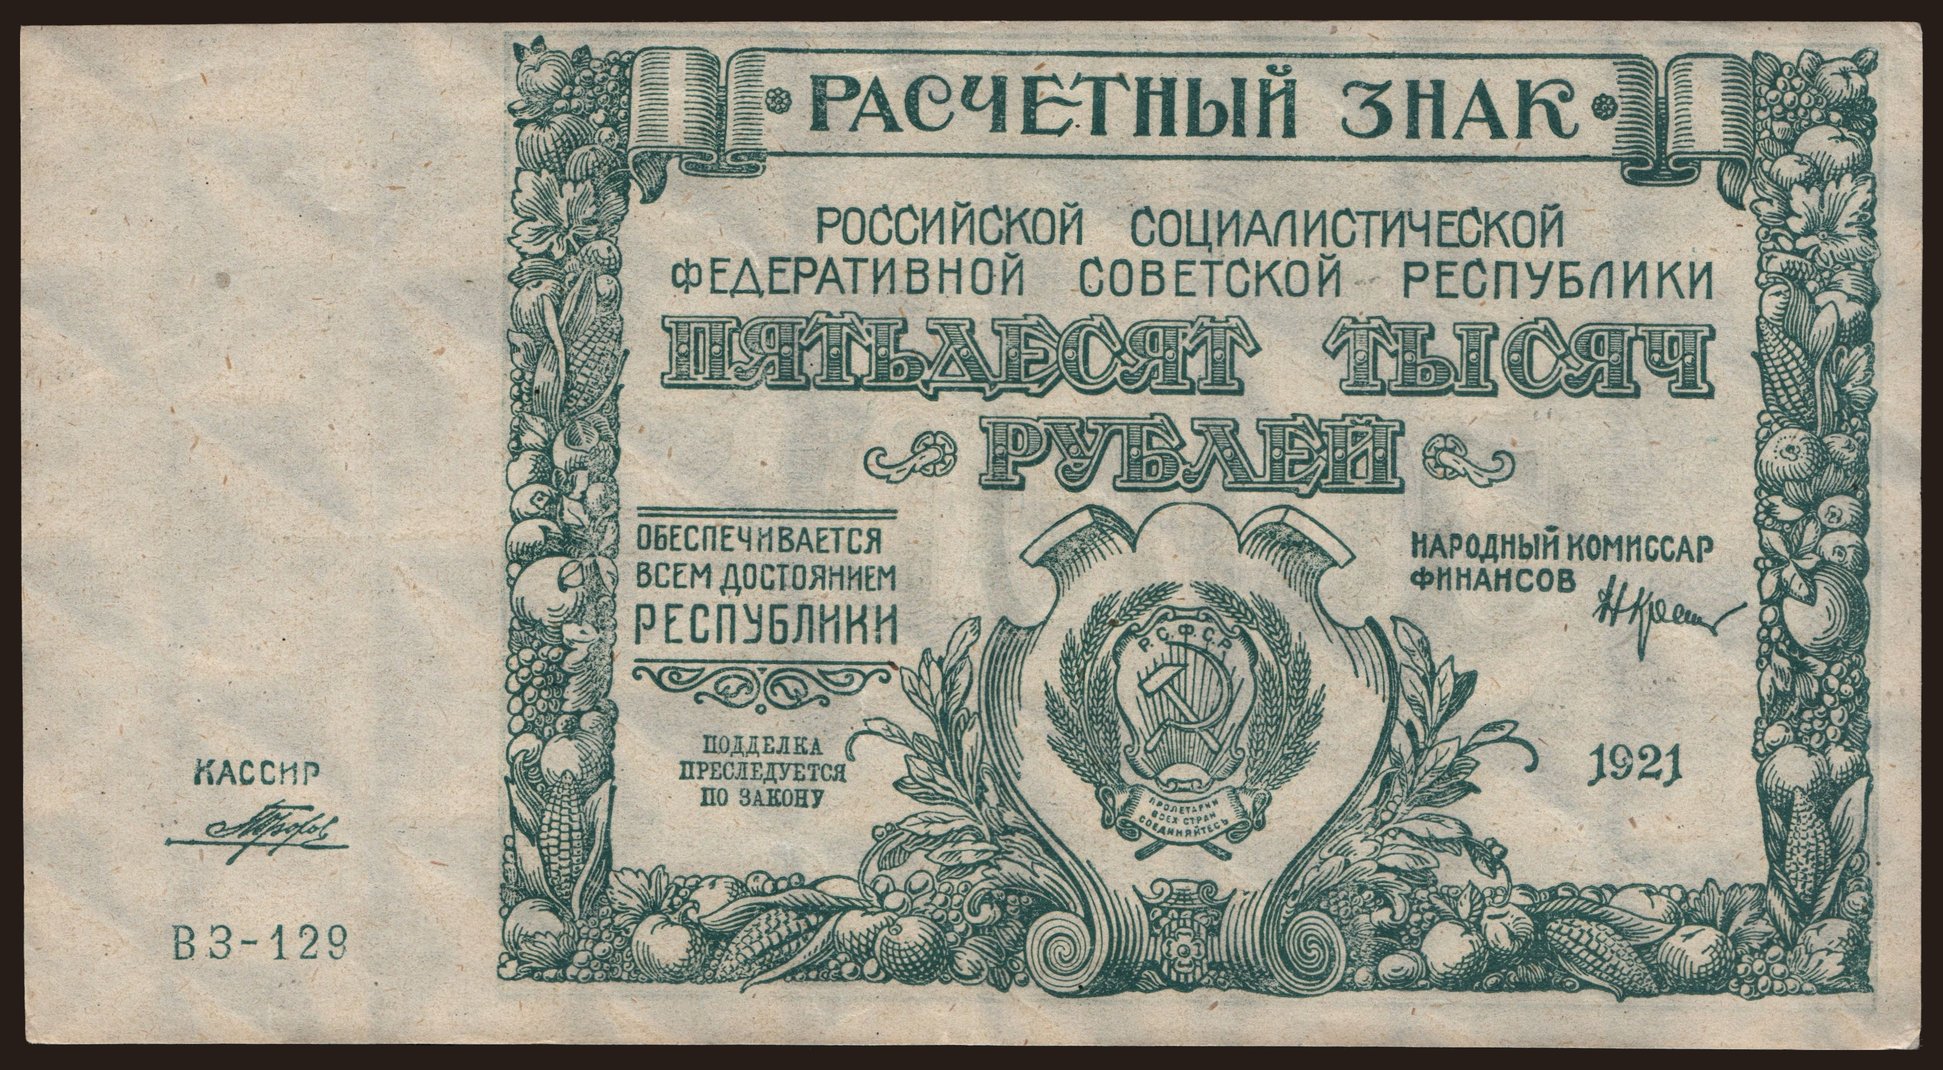 РАСЧЕТНЫЙ ЗНАК
РОССИЙСКОЙ СОЦИАЛИСТИЧЕСКОЙ
ФЕДЕРАТИВНОЙ СОВЕТСКОЙ РЕСПУБЛИКИ
ПЯТЬДЕСЯТ ТЫСЯЧ
РУБЛЕЙ
ОБЕСПЕЧИВАЕТСЯ
ВСЕМ ДОСТОЯНИЕМ
РЕСПУБЛИКИ
ПОДДЕЛКА
ПРЕСЛЕДУЕТСЯ
ПО ЗАКОНУ
Р.С.Ф.С.Р.
ПРОЛЕТАРИИ
ВСЕХ СТРАН
СОЕДИНЯЙТЕСЬ
НАРОДНЫЙ КОМИССАР
ФИНАНСОВ
1921
КАССИР
ВЗ-129